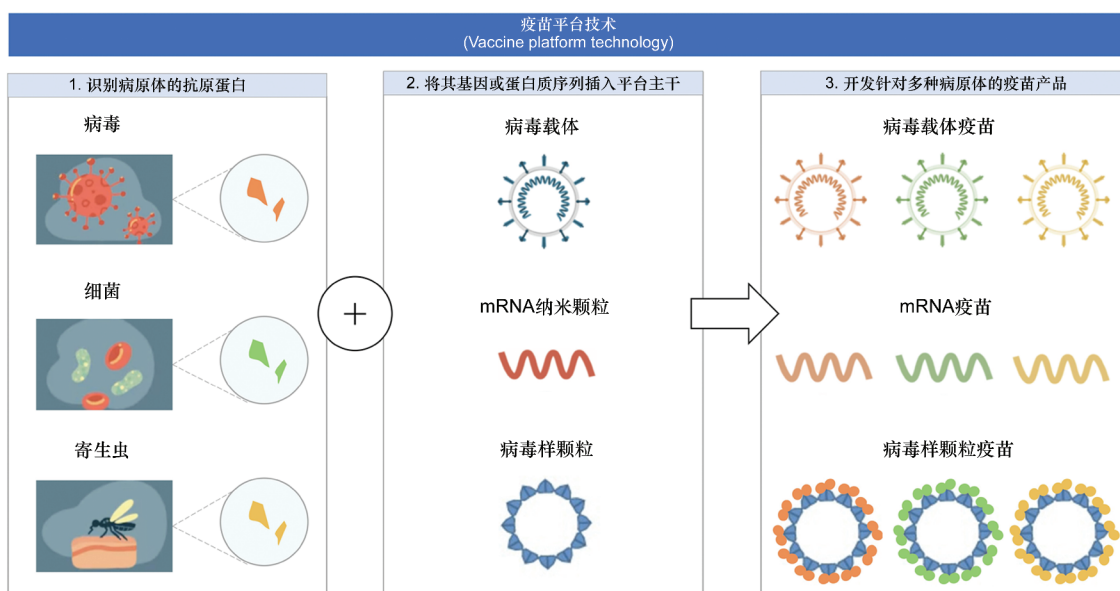 疫苗平台技术
(Vaccine platform technology)
1. 识别病原体的抗原蛋白
病毒
细菌
寄生虫
2. 将其基因或蛋白质序列插入平台主干
病毒载体
mRNA纳米颗粒
病毒样颗粒
3. 开发针对多种病原体的疫苗产品
病毒载体疫苗
mRNA疫苗
病毒样颗粒疫苗